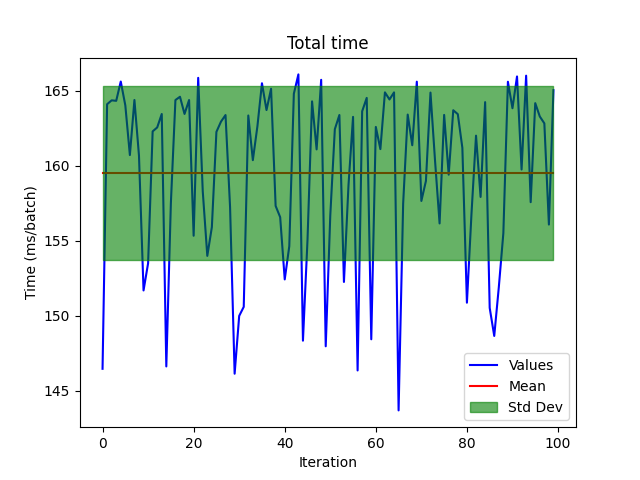 Total time
Time (ms/batch)
165
160
155
150
145
0 20 40 60 80 100
Iteration
Values
Mean
Std Dev